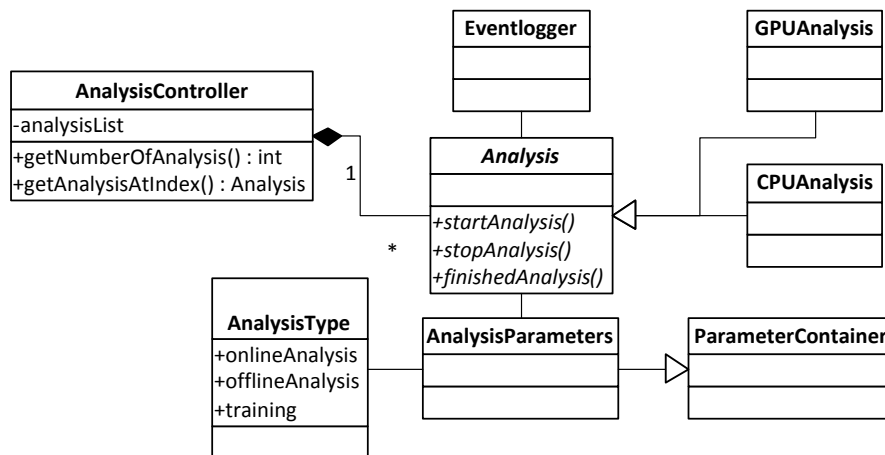 Eventlogger
GPUAnalysis
AnalysisController
-analysisList
+getNumberOfAnalysis() : int
+getAnalysisAtIndex() : Analysis
1
*
Analysis
+startAnalysis()
+stopAnalysis()
+finishedAnalysis()
CPUAnalysis
AnalysisType
+onlineAnalysis
+offlineAnalysis
+training
AnalysisParameters
ParameterContainer